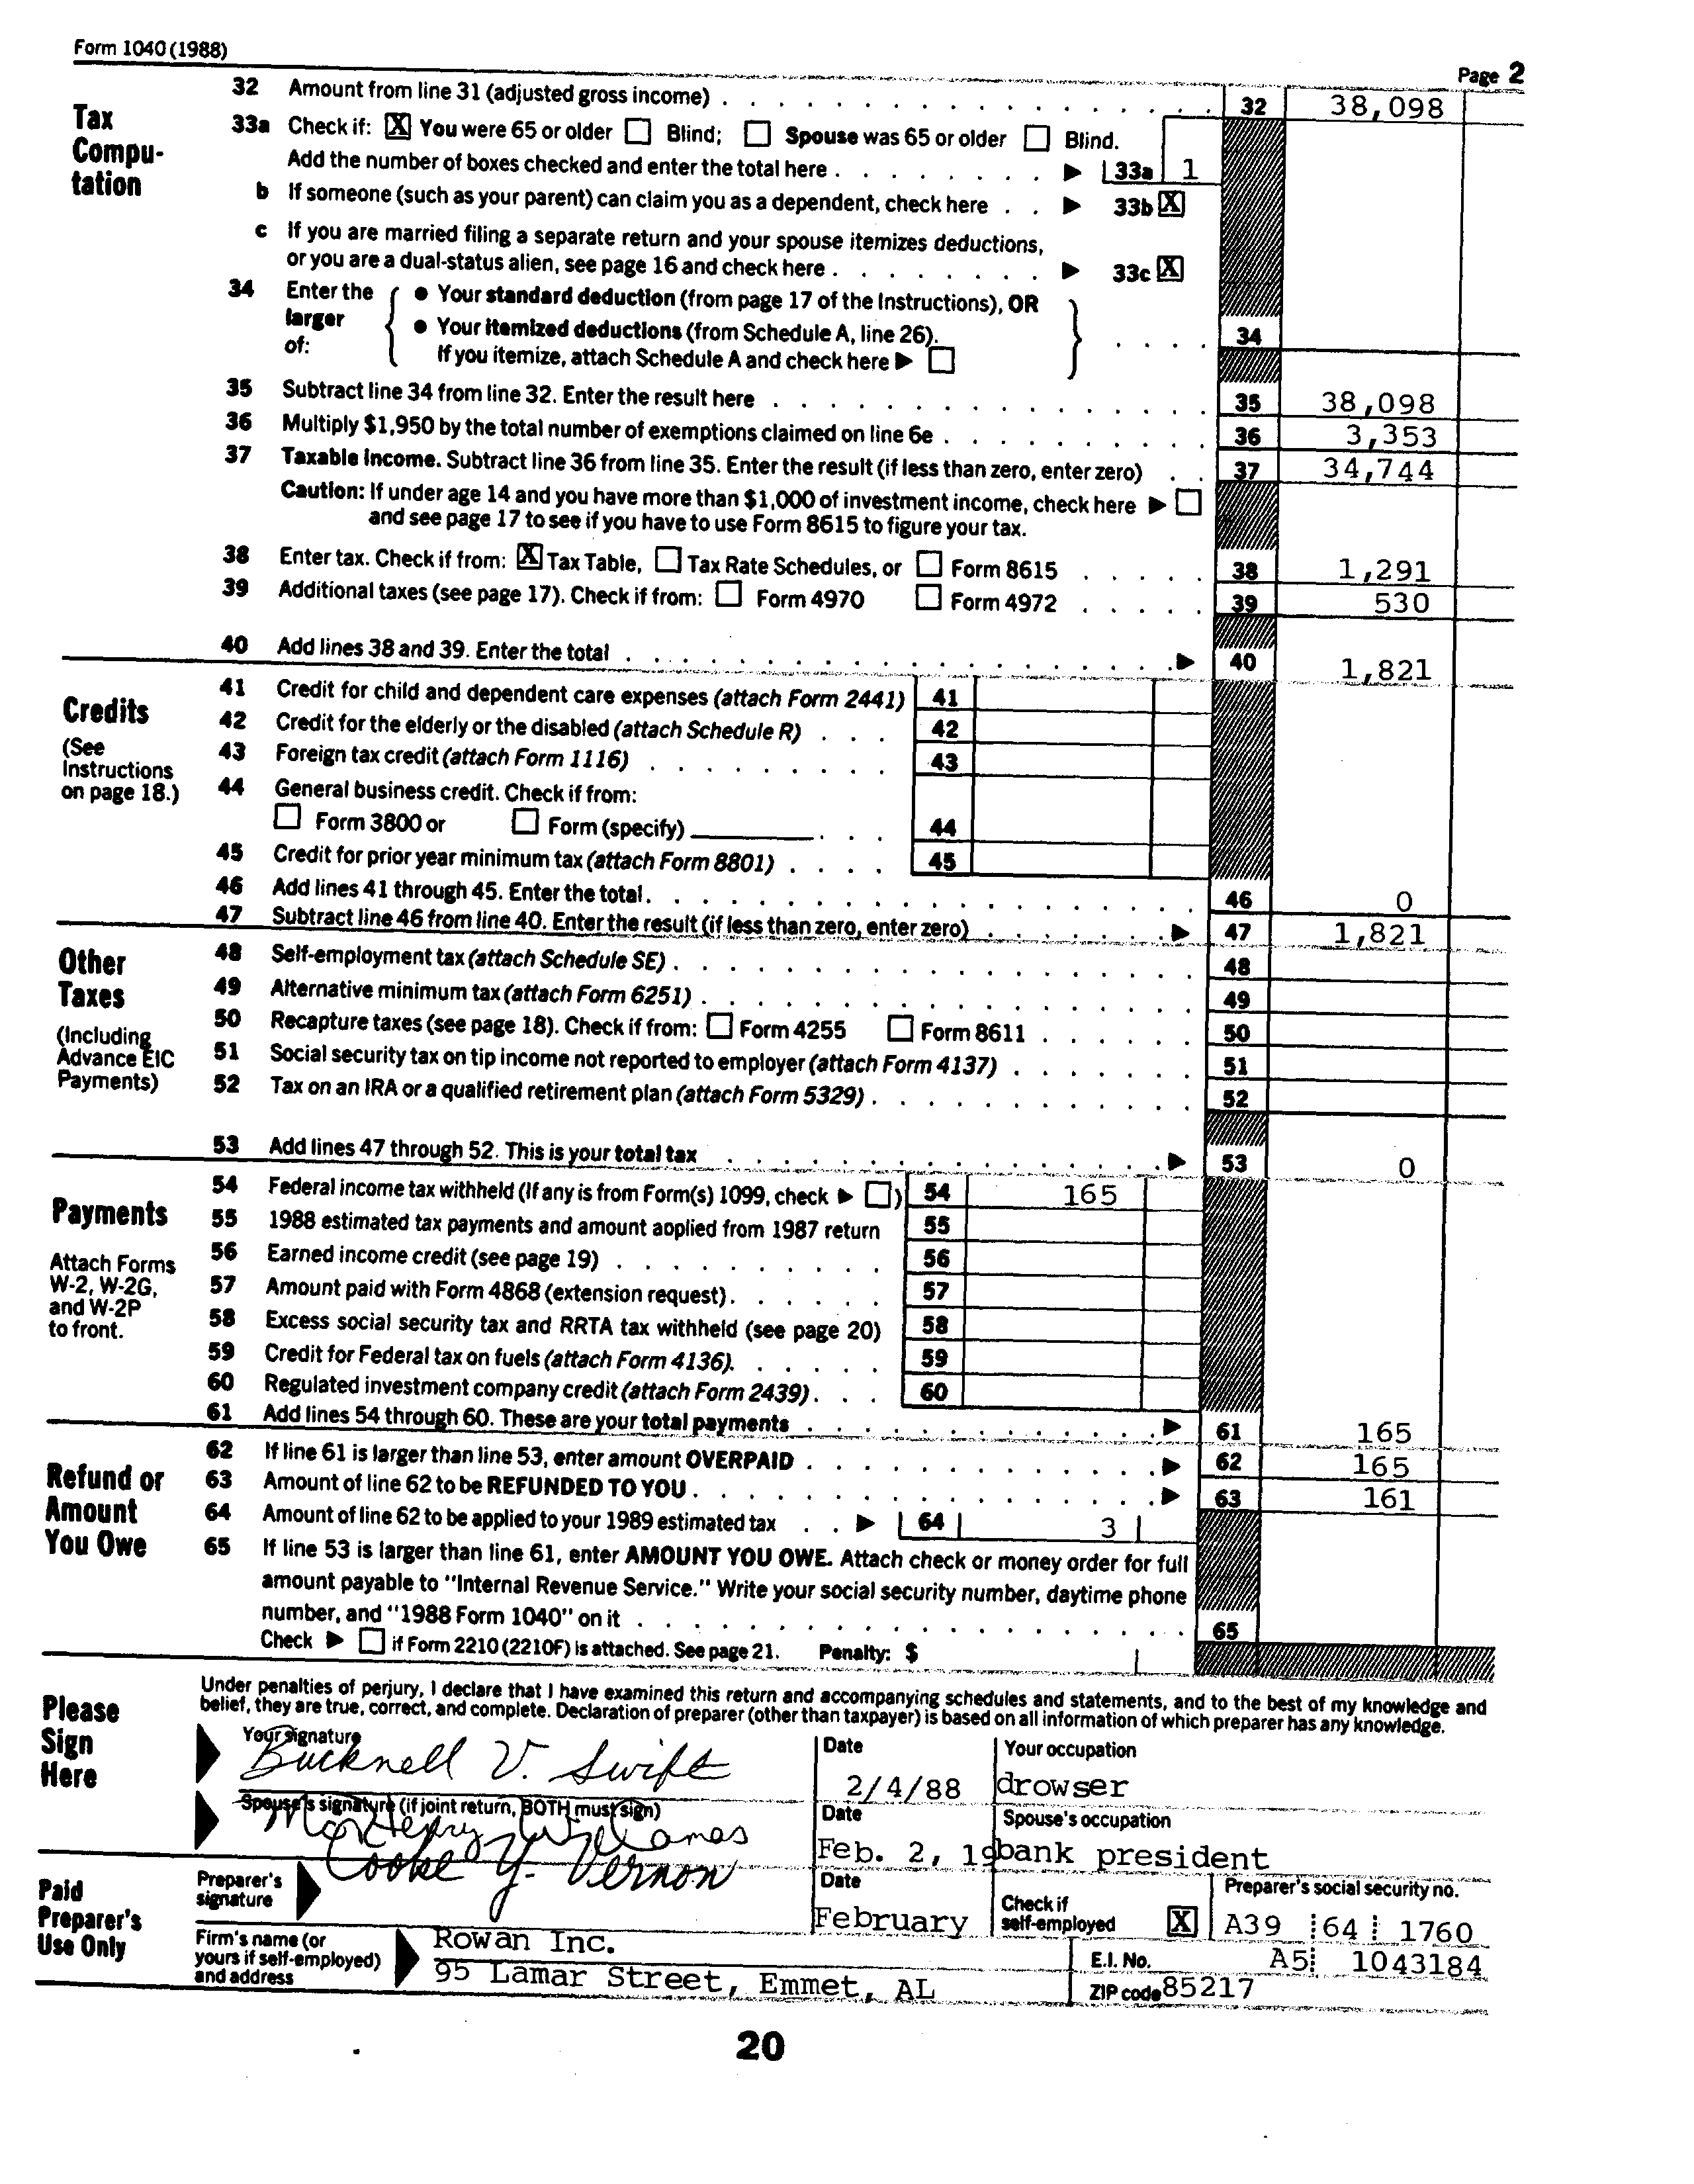 Form 1040 (1988)
Page 2
Tax Compu-tation
32 Amount from line 31 (adjusted gross income) . . . 32 38,098
33a Check if: [X] You were 65 or older [ ] Blind; [ ] Spouse was 65 or older [ ] Blind.
Add the number of boxes checked and enter the total here . . . ▶ 33a 1
b If someone (such as your parent) can claim you as a dependent, check here . . ▶ 33b [X]
c If you are married filing a separate return and your spouse itemizes deductions,
or you are a dual-status alien, see page 16 and check here . . . ▶ 33c [X]
34 Enter the larger of:
• Your standard deduction (from page 17 of the Instructions), OR
• Your itemized deductions (from Schedule A, line 26).
If you itemize, attach Schedule A and check here ▶ [ ] . . . . 34
35 Subtract line 34 from line 32. Enter the result here . . . 35 38,098
36 Multiply $1,950 by the total number of exemptions claimed on line 6e . . . 36 3,353
37 Taxable income. Subtract line 36 from line 35. Enter the result (if less than zero, enter zero) . . 37 34,744
Caution: If under age 14 and you have more than $1,000 of investment income, check here ▶ [ ]
and see page 17 to see if you have to use Form 8615 to figure your tax.
38 Enter tax. Check if from: [X] Tax Table, [ ] Tax Rate Schedules, or [ ] Form 8615 . . . 38 1,291
39 Additional taxes (see page 17). Check if from: [ ] Form 4970 [ ] Form 4972 . . . 39 530
40 Add lines 38 and 39. Enter the total . . . ▶ 40 1,821
Credits
(See Instructions on page 18.)
41 Credit for child and dependent care expenses (attach Form 2441) 41
42 Credit for the elderly or the disabled (attach Schedule R) . . . 42
43 Foreign tax credit (attach Form 1116) . . . 43
44 General business credit. Check if from:
[ ] Form 3800 or [ ] Form (specify) ________ . . . 44
45 Credit for prior year minimum tax (attach Form 8801) . . . . 45
46 Add lines 41 through 45. Enter the total . . . 46 0
47 Subtract line 46 from line 40. Enter the result (if less than zero, enter zero) . . . ▶ 47 1,821
Other Taxes
(Including Advance EIC Payments)
48 Self-employment tax (attach Schedule SE) . . . 48
49 Alternative minimum tax (attach Form 6251) . . . 49
50 Recapture taxes (see page 18). Check if from: [ ] Form 4255 [ ] Form 8611 . . . 50
51 Social security tax on tip income not reported to employer (attach Form 4137) . . . 51
52 Tax on an IRA or a qualified retirement plan (attach Form 5329) . . . 52
53 Add lines 47 through 52. This is your total tax . . . ▶ 53 0
Payments
Attach Forms W-2, W-2G, and W-2P to front.
54 Federal income tax withheld (If any is from Form(s) 1099, check ▶ [ ]) 54 165
55 1988 estimated tax payments and amount applied from 1987 return 55
56 Earned income credit (see page 19) . . . 56
57 Amount paid with Form 4868 (extension request) . . . 57
58 Excess social security tax and RRTA tax withheld (see page 20) 58
59 Credit for Federal tax on fuels (attach Form 4136). . . . 59
60 Regulated investment company credit (attach Form 2439) . . . 60
61 Add lines 54 through 60. These are your total payments . . . ▶ 61 165
Refund or Amount You Owe
62 If line 61 is larger than line 53, enter amount OVERPAID . . . ▶ 62 165
63 Amount of line 62 to be REFUNDED TO YOU . . . ▶ 63 161
64 Amount of line 62 to be applied to your 1989 estimated tax . . ▶ 64 3
65 If line 53 is larger than line 61, enter AMOUNT YOU OWE. Attach check or money order for full
amount payable to "Internal Revenue Service." Write your social security number, daytime phone
number, and "1988 Form 1040" on it . . . 65
Check ▶ [ ] if Form 2210 (2210F) is attached. See page 21. Penalty: $
Please Sign Here
Under penalties of perjury, I declare that I have examined this return and accompanying schedules and statements, and to the best of my knowledge and
belief, they are true, correct, and complete. Declaration of preparer (other than taxpayer) is based on all information of which preparer has any knowledge.
Your signature Date Your occupation
Bucknell V. Swift 2/4/88 drowser
Spouse's signature (if joint return, BOTH must sign) Date Spouse's occupation
Williamas Feb. 2, 19 bank president
Paid Preparer's Use Only
Preparer's signature Cooke Y. Vernon
Date February
Check if self-employed [X]
Preparer's social security no. A39 64 1760
Firm's name (or yours if self-employed) and address
Rowan Inc.
95 Lamar Street, Emmet, AL
E.I. No. A5 1043184
ZIP code 85217
20